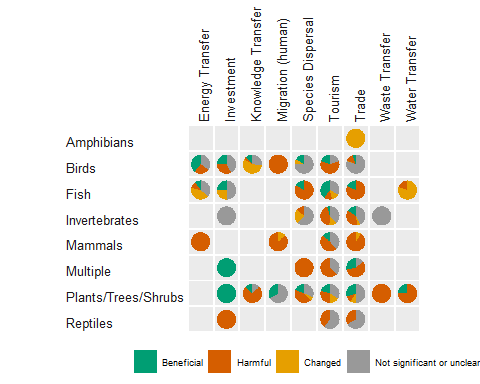 Energy Transfer
Investment
Knowledge Transfer
Migration (human)
Species Dispersal
Tourism
Trade
Waste Transfer
Water Transfer
Amphibians
Birds
Fish
Invertebrates
Mammals
Multiple
Plants/Trees/Shrubs
Reptiles
Beneficial Harmful Changed Not significant or unclear